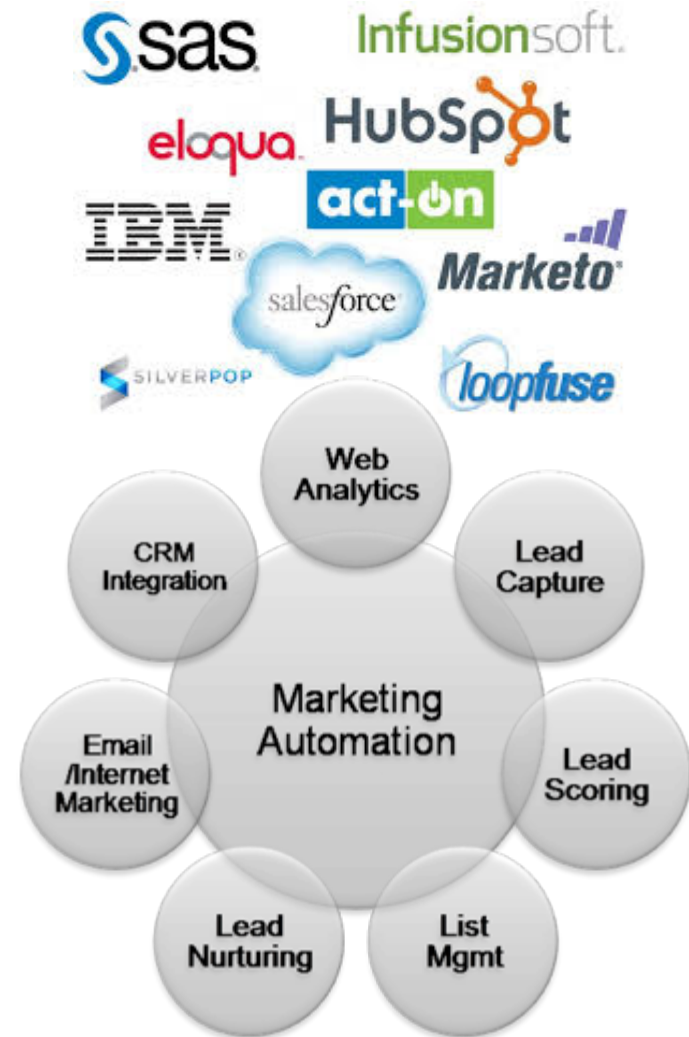 sas
Infusionsoft.
eloqua
HubSpot
act-on
IBM
salesforce
Marketo
SILVERPOP
loopfuse
Web
Analytics
CRM
Integration
Lead
Capture
Marketing
Automation
Email
/Internet
Marketing
Lead
Scoring
Lead
Nurturing
List
Mgmt